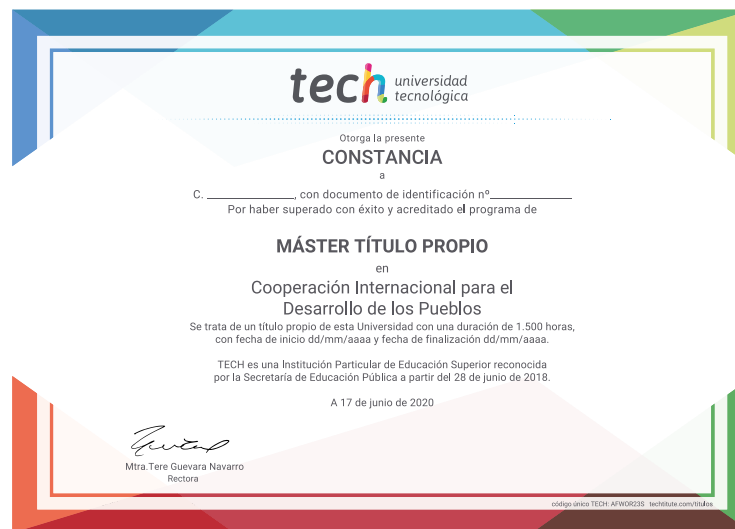 tech universidad
tecnológica
Otorga la presente
CONSTANCIA
a
C. ______________, con documento de identificación nº_____________
Por haber superado con éxito y acreditado el programa de
MÁSTER TÍTULO PROPIO
en
Cooperación Internacional para el
Desarrollo de los Pueblos
Se trata de un título propio de esta Universidad con una duración de 1.500 horas,
con fecha de inicio dd/mm/aaaa y fecha de finalización dd/mm/aaaa.
TECH es una Institución Particular de Educación Superior reconocida
por la Secretaría de Educación Pública a partir del 28 de junio de 2018.
A 17 de junio de 2020
Mtra.Tere Guevara Navarro
Rectora
código único TECH: AFWOR23S techtitute.com/titulos